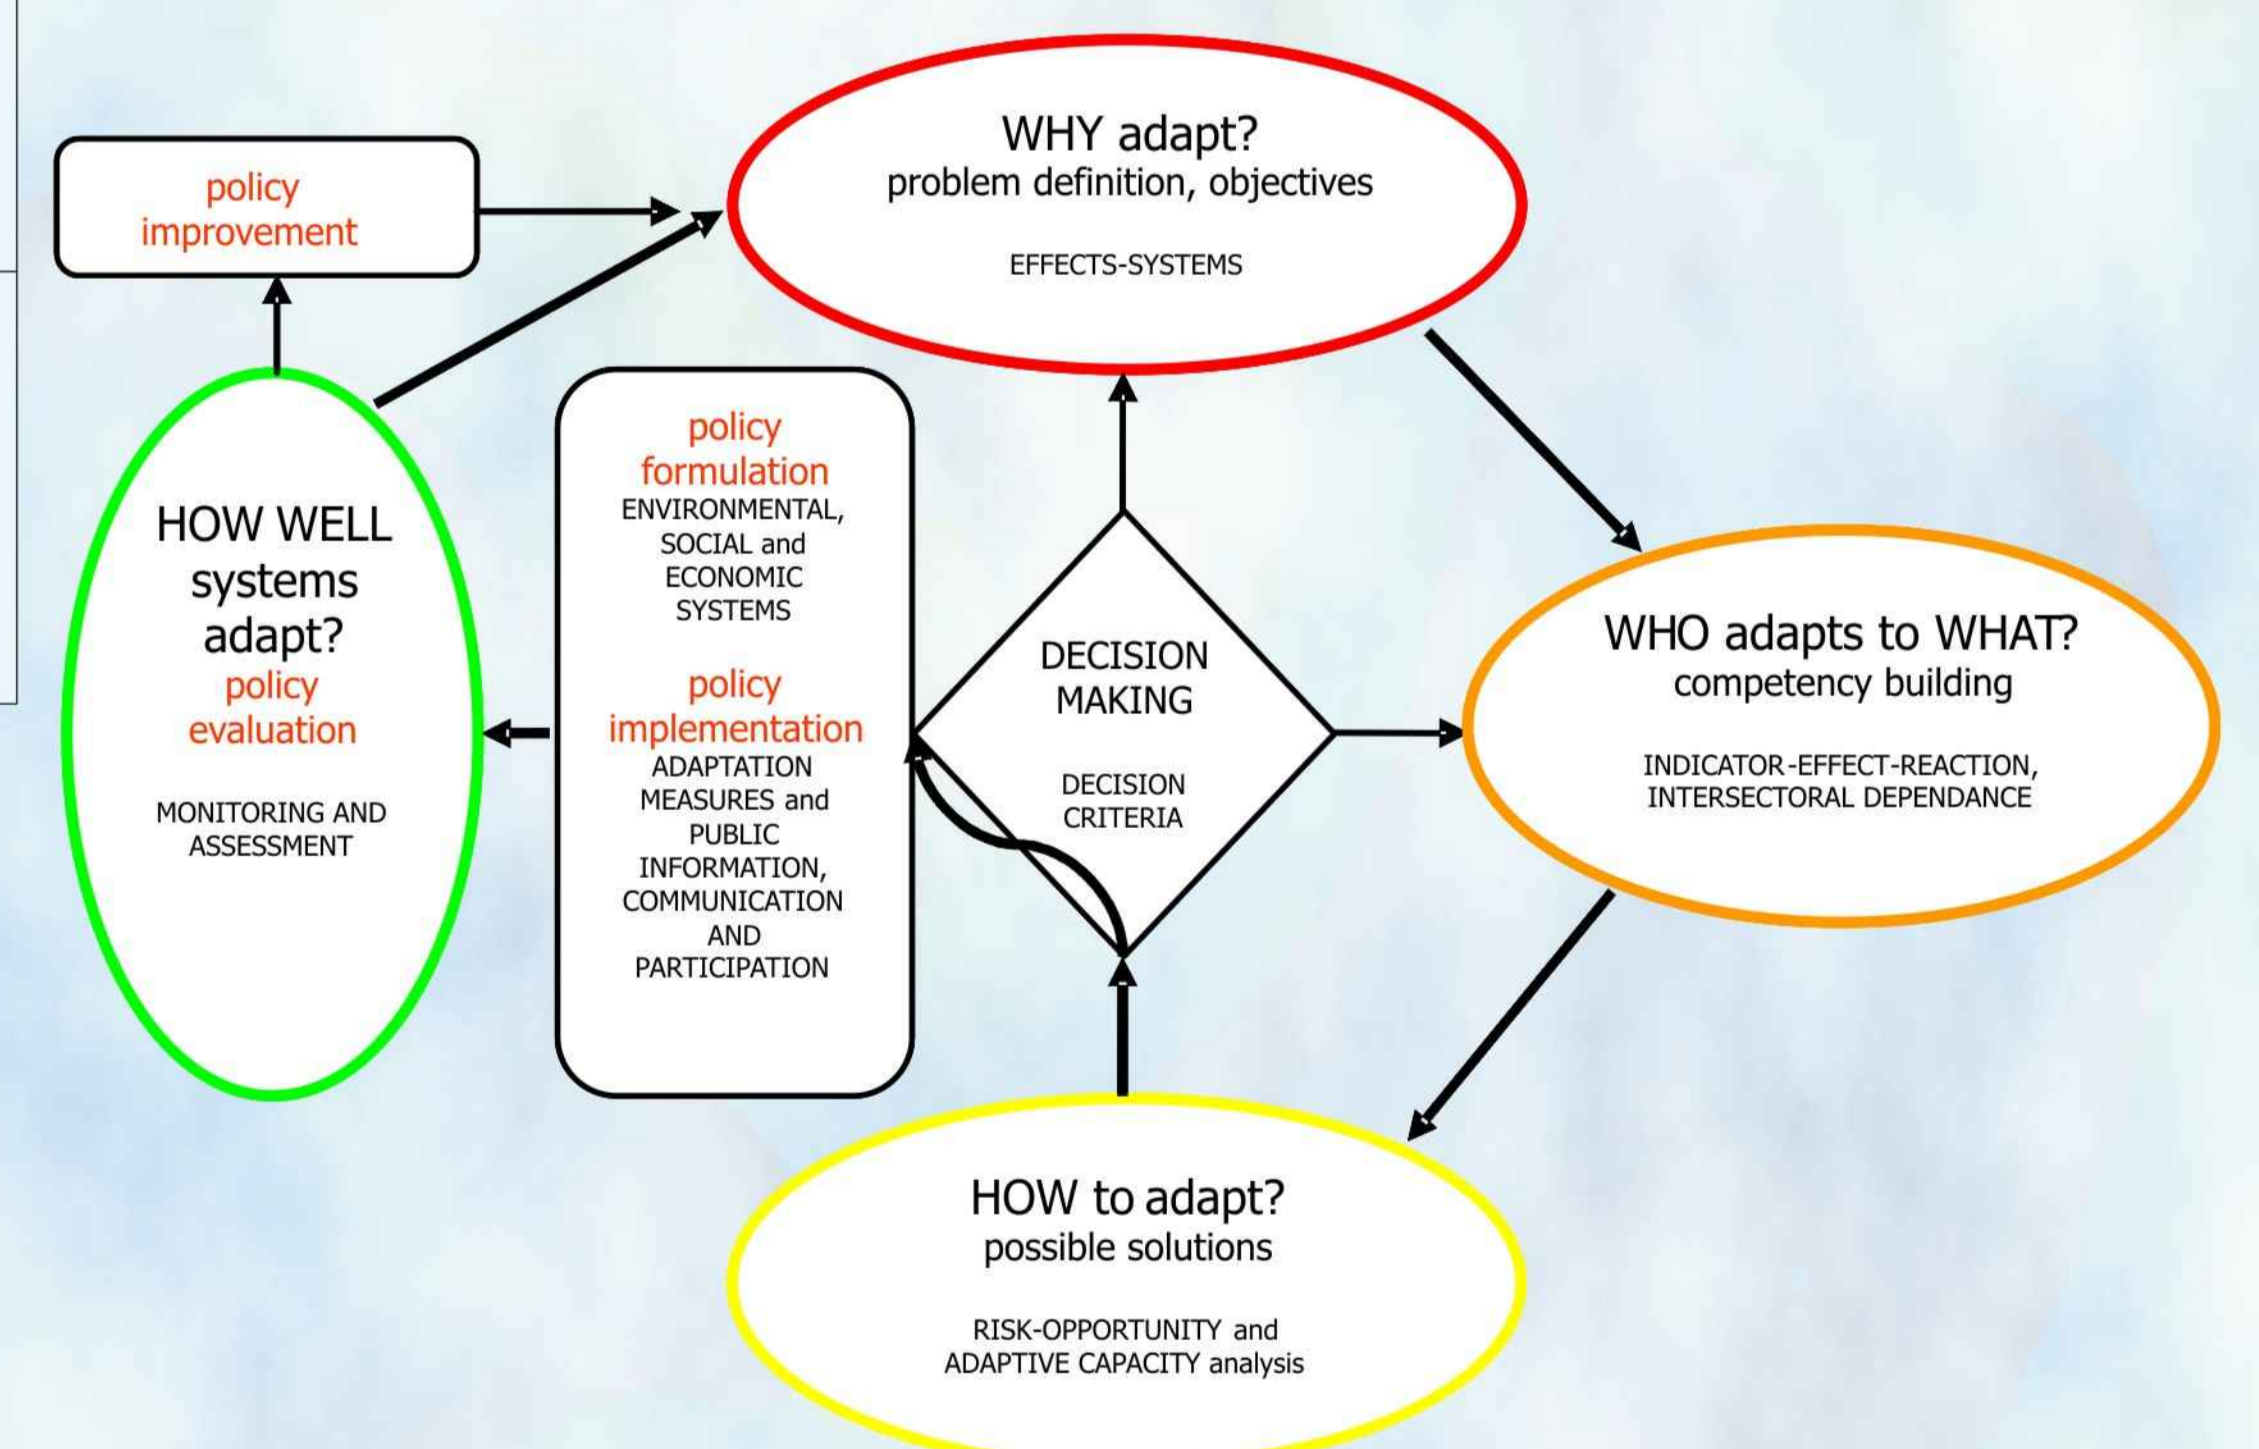 WHY adapt?
problem definition, objectives
EFFECTS-SYSTEMS
policy
improvement
HOW WELL
systems
adapt?
policy
evaluation
MONITORING AND
ASSESSMENT
policy
formulation
ENVIRONMENTAL,
SOCIAL and
ECONOMIC
SYSTEMS
policy
implementation
ADAPTATION
MEASURES and
PUBLIC
INFORMATION,
COMMUNICATION
AND
PARTICIPATION
DECISION
MAKING
DECISION
CRITERIA
WHO adapts to WHAT?
competency building
INDICATOR-EFFECT-REACTION,
INTERSECTORAL DEPENDANCE
HOW to adapt?
possible solutions
RISK-OPPORTUNITY and
ADAPTIVE CAPACITY analysis